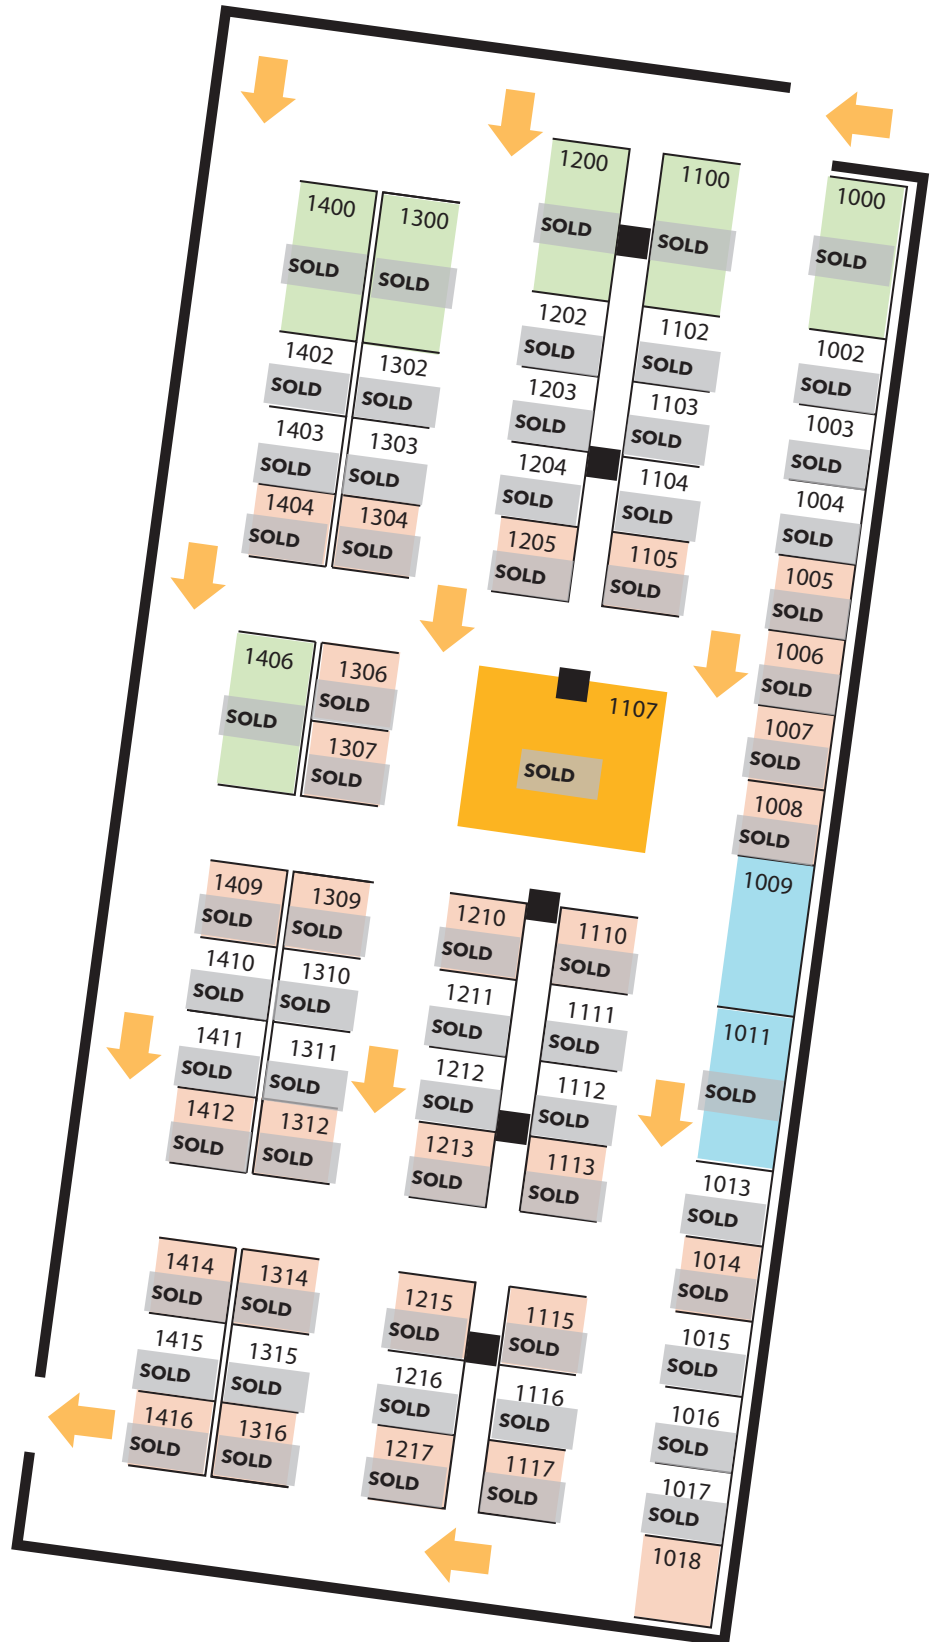 1400
SOLD
1402
SOLD
1403
SOLD
1404
SOLD
1300
SOLD
1302
SOLD
1303
SOLD
1304
SOLD
1200
SOLD
1202
SOLD
1203
SOLD
1204
SOLD
1205
SOLD
1100
SOLD
1102
SOLD
1103
SOLD
1104
SOLD
1105
SOLD
1000
SOLD
1002
SOLD
1003
SOLD
1004
SOLD
1005
SOLD
1006
SOLD
1007
SOLD
1008
SOLD
1009
1011
SOLD
1013
SOLD
1014
SOLD
1015
SOLD
1016
SOLD
1017
SOLD
1018
1406
SOLD
1306
SOLD
1307
SOLD
1107
SOLD
1409
SOLD
1410
SOLD
1411
SOLD
1412
SOLD
1309
SOLD
1310
SOLD
1311
SOLD
1312
SOLD
1210
SOLD
1211
SOLD
1212
SOLD
1213
SOLD
1110
SOLD
1111
SOLD
1112
SOLD
1113
SOLD
1414
SOLD
1415
SOLD
1416
SOLD
1314
SOLD
1315
SOLD
1316
SOLD
1215
SOLD
1216
SOLD
1217
SOLD
1115
SOLD
1116
SOLD
1117
SOLD